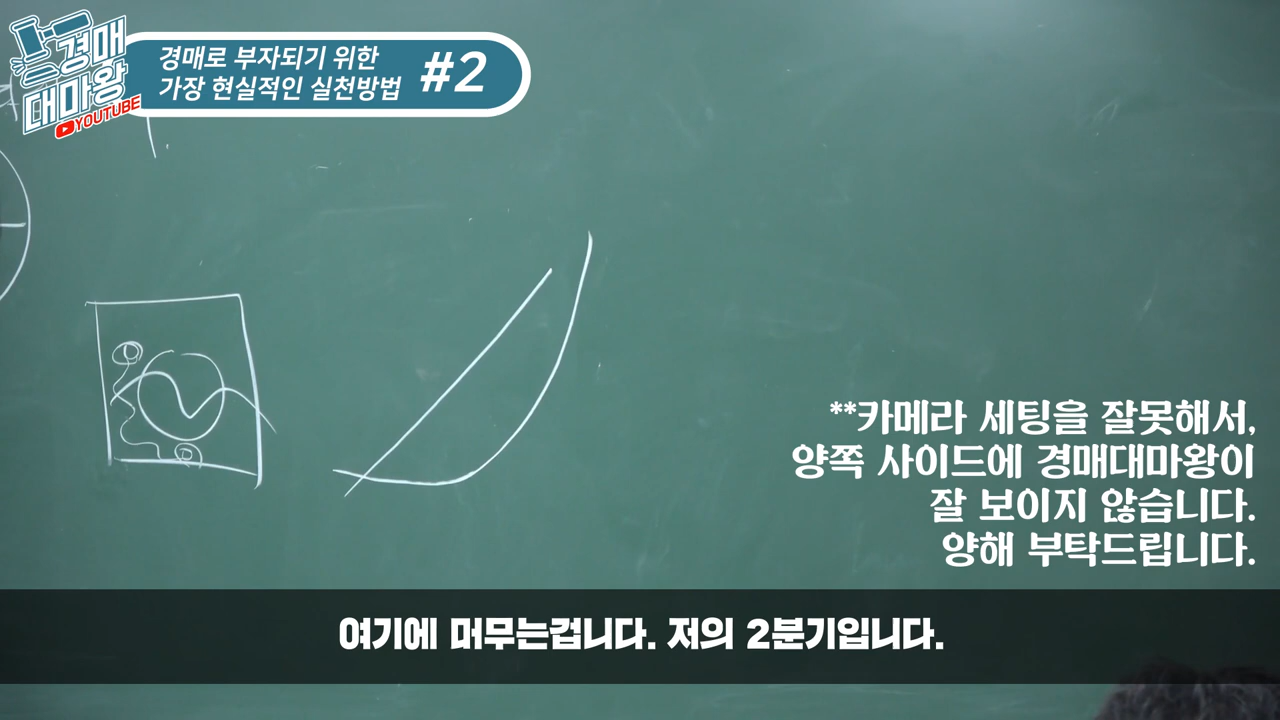 경매
대마왕
YOUTUBE
경매로 부자되기 위한
가장 현실적인 실천방법
#2
**카메라 세팅을 잘못해서,
양쪽 사이드에 경매대마왕이
잘 보이지 않습니다.
양해 부탁드립니다.
여기에 머무는겁니다. 저의 2분기입니다.